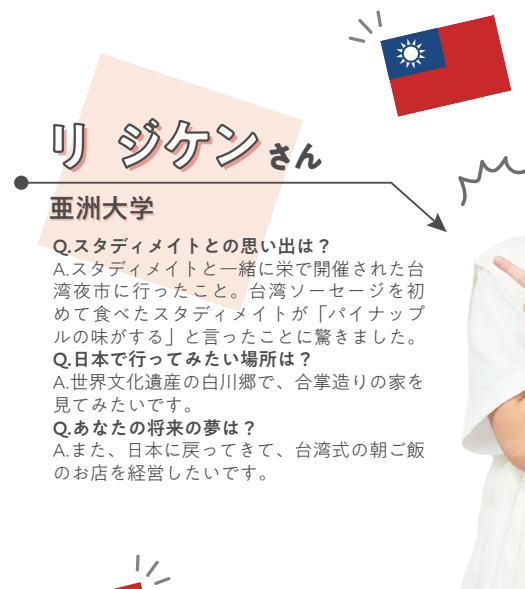 リ ジケンさん
亜洲大学
Q.スタディメイトとの思い出は？
A.スタディメイトと一緒に栄で開催された台
湾夜市に行ったこと。台湾ソーセージを初
めて食べたスタディメイトが「パイナップ
ルの味がする」と言ったことに驚きました。
Q.日本で行ってみたい場所は？
A.世界文化遺産の白川郷で、合掌造りの家を
見てみたいです。
Q.あなたの将来の夢は？
A.また、日本に戻ってきて、台湾式の朝ご飯
のお店を経営したいです。